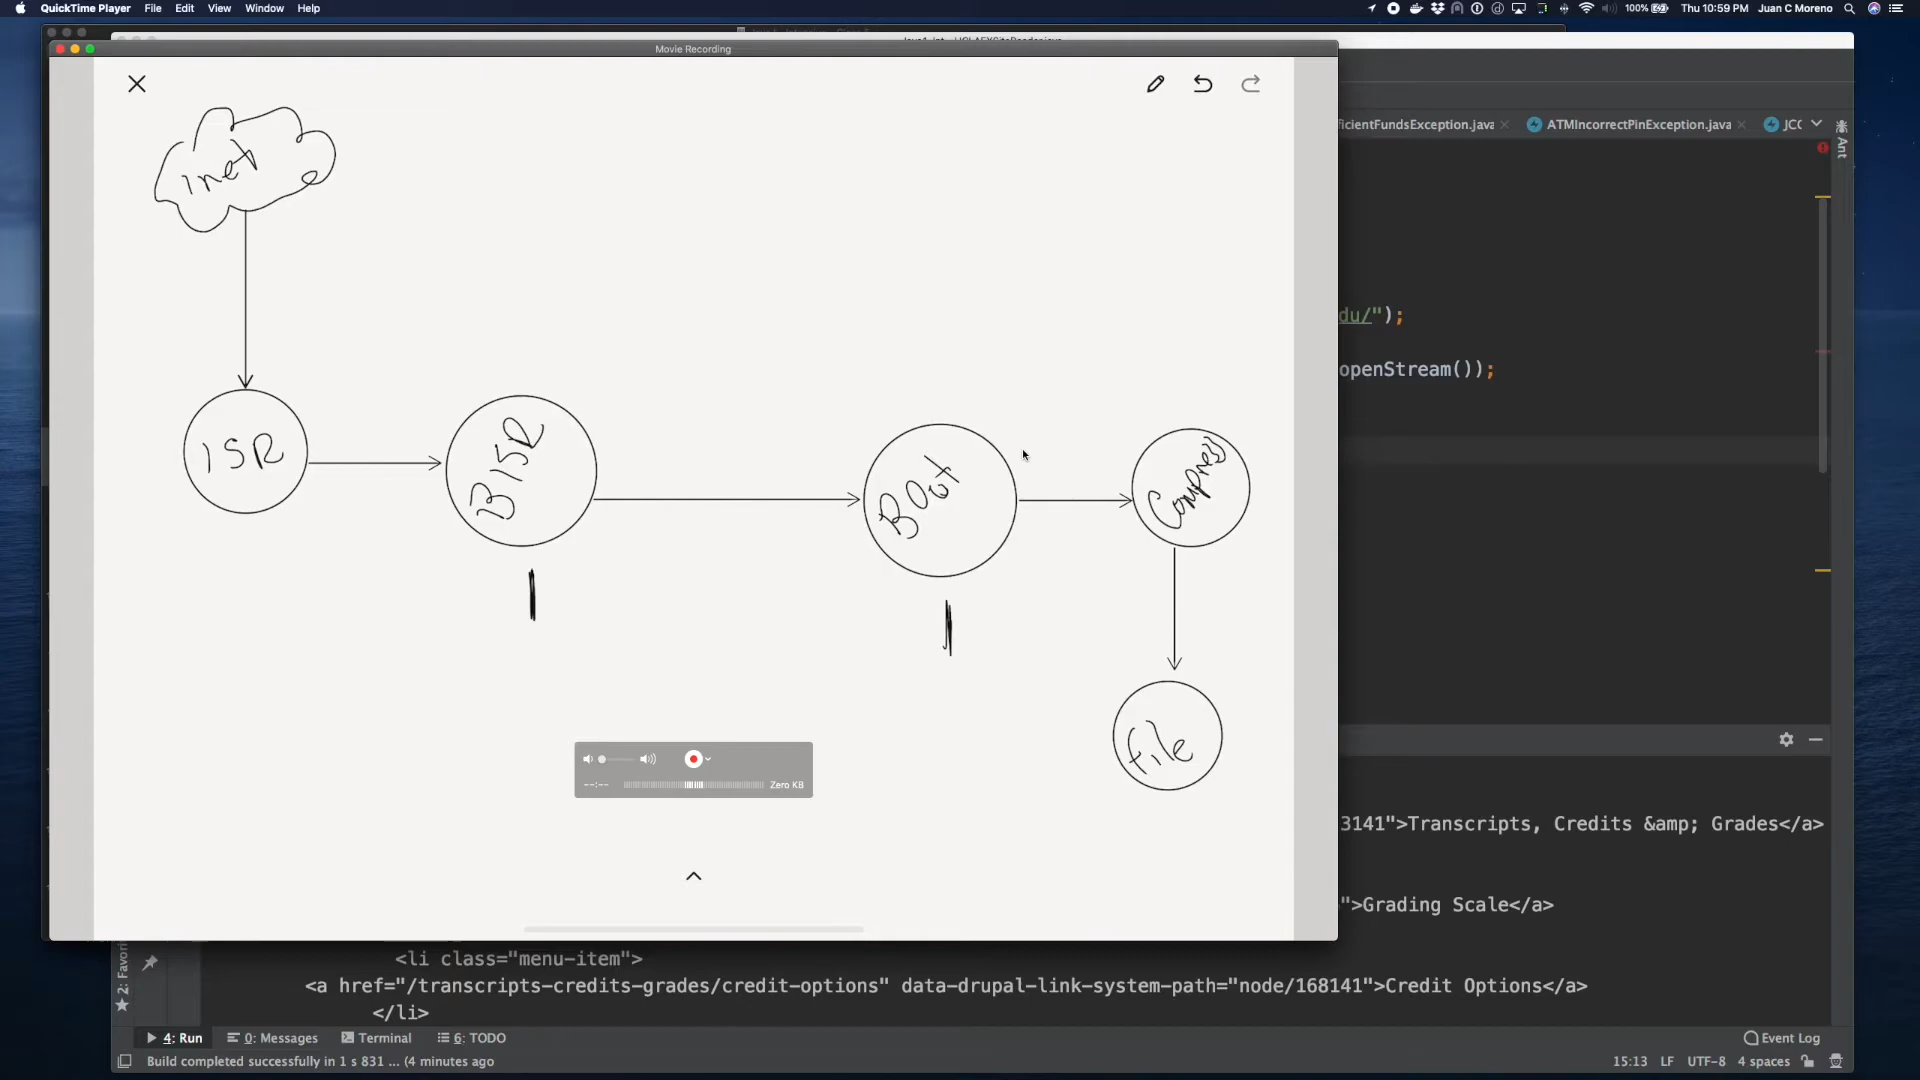 QuickTime Player File Edit View Window Help
100% Thu 10:59 PM Juan C Moreno
Movie Recording
ficientFundsException.java ATMIncorrectPinException.java JCC
Ant
inet
du/");
openStream());
ISR
BISR
BOut
Compress
file
--:-- Zero KB
3141">Transcripts, Credits &amp; Grades</a>
">Grading Scale</a>
<li class="menu-item">
<a href="/transcripts-credits-grades/credit-options" data-drupal-link-system-path="node/168141">Credit Options</a>
</li>
2: Favori
4: Run 0: Messages Terminal 6: TODO Event Log
Build completed successfully in 1 s 831 ... (4 minutes ago 15:13 LF UTF-8 4 spaces